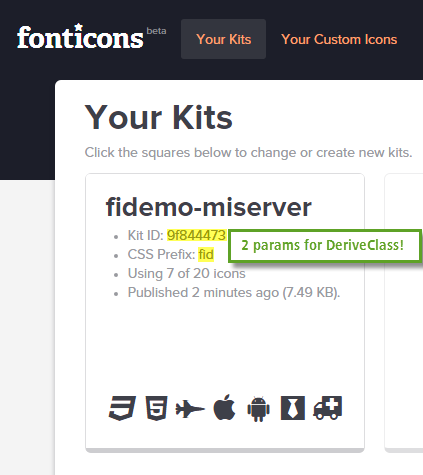 fonticons beta
Your Kits
Your Custom Icons
Your Kits
Click the squares below to change or create new kits.
fidemo-miserver
Kit ID: 9f844473
2 params for DeriveClass!
CSS Prefix: fid
Using 7 of 20 icons
Published 2 minutes ago (7.49 KB).